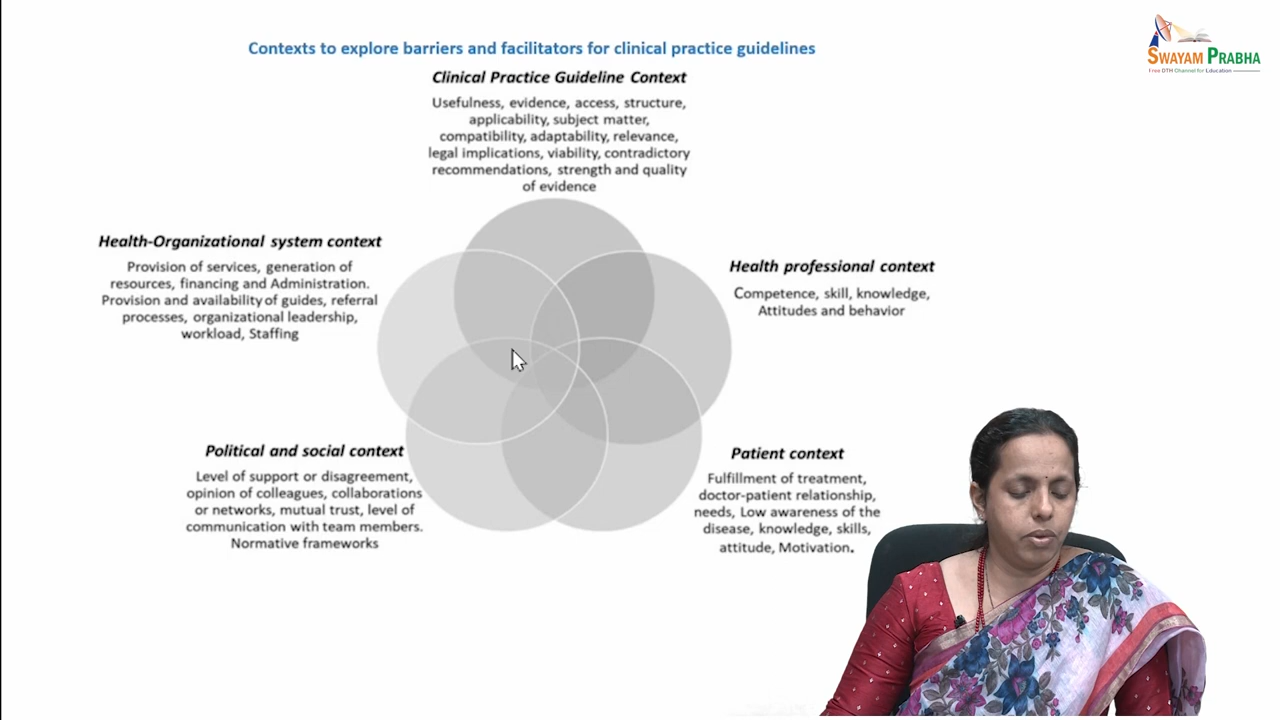 Contexts to explore barriers and facilitators for clinical practice guidelines
SWAYAM PRABHA
Free DTH Channel for Education
Clinical Practice Guideline Context
Usefulness, evidence, access, structure,
applicability, subject matter,
compatibility, adaptability, relevance,
legal implications, viability, contradictory
recommendations, strength and quality
of evidence
Health-Organizational system context
Provision of services, generation of
resources, financing and Administration.
Provision and availability of guides, referral
processes, organizational leadership,
workload, Staffing
Health professional context
Competence, skill, knowledge,
Attitudes and behavior
Political and social context
Level of support or disagreement,
opinion of colleagues, collaborations
or networks, mutual trust, level of
communication with team members.
Normative frameworks
Patient context
Fulfillment of treatment,
doctor-patient relationship,
needs, Low awareness of the
disease, knowledge, skills,
attitude, Motivation.